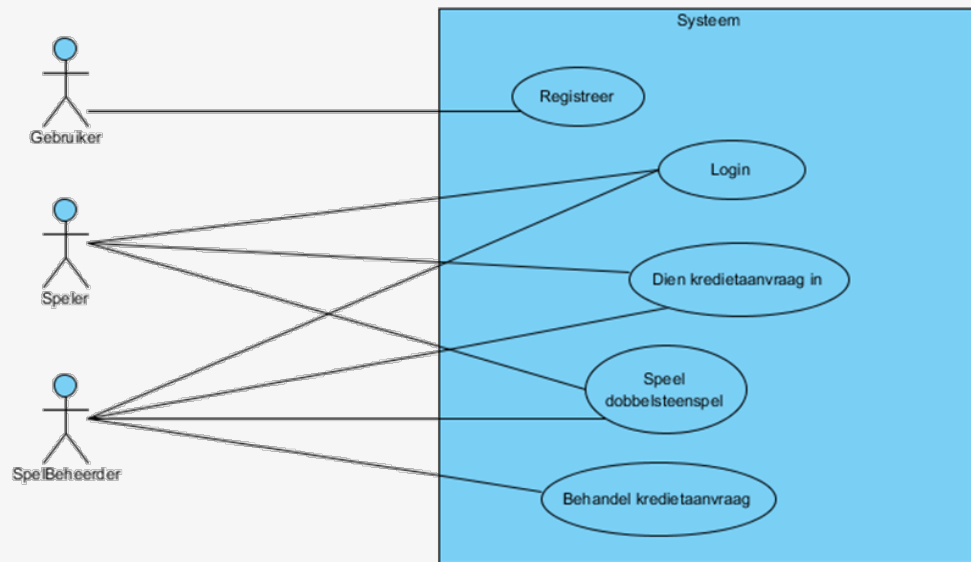 Systeem
Registreer
Gebruiker
Login
Speler
Dien kredietaanvraag in
Speel
dobbelsteenspel
SpelBeheerder
Behandel kredietaanvraag